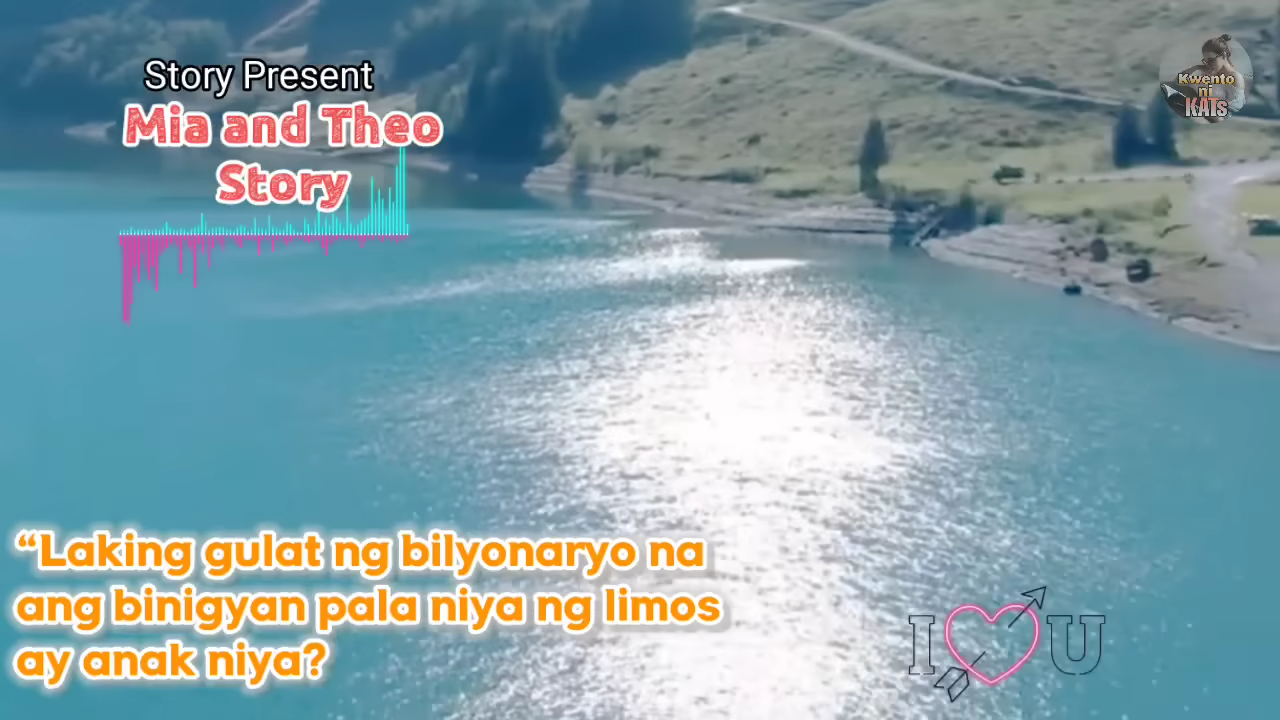 Story Present
Mia and Theo
Story
Kwento
ni
KATs
“Laking gulat ng bilyonaryo na
ang binigyan pala niya ng limos
ay anak niya?
I U